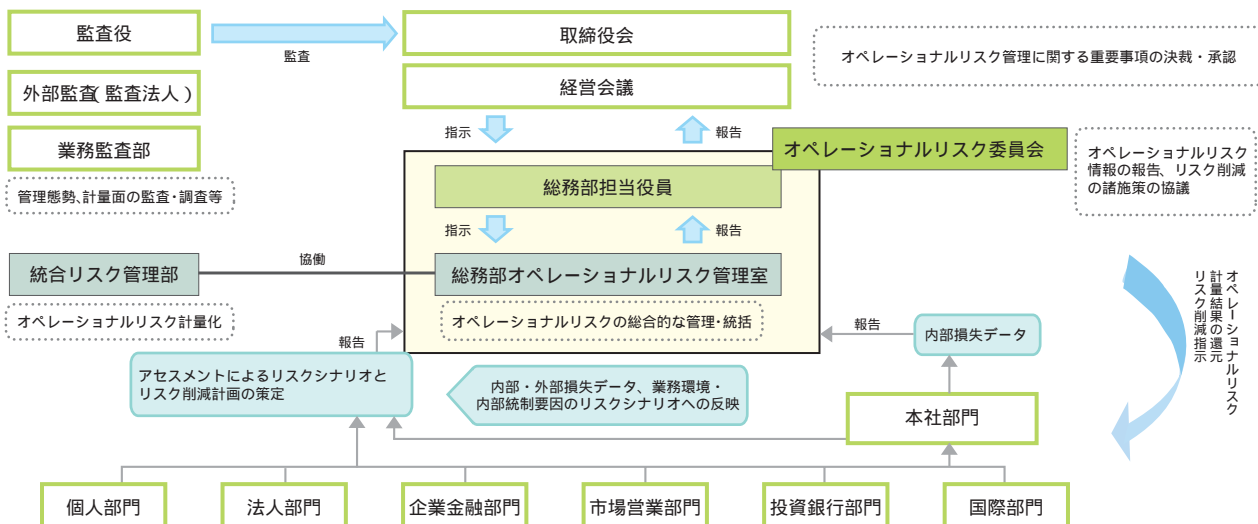 監査役
監査
取締役会
オペレーショナルリスク管理に関する重要事項の決裁・承認
外部監査(監査法人)
経営会議
業務監査部
指示
報告
オペレーショナルリスク委員会
オペレーショナルリスク
情報の報告、リスク削減
の諸施策の協議
管理態勢、計量面の監査・調査等
総務部担当役員
指示
報告
統合リスク管理部
協働
総務部オペレーショナルリスク管理室
オペレーショナルリスク計量化
オペレーショナルリスクの総合的な管理・統括
オペレーショナルリスク
計量結果の還元
リスク削減指示
報告
報告
内部損失データ
アセスメントによるリスクシナリオと
リスク削減計画の策定
内部・外部損失データ、業務環境・
内部統制要因のリスクシナリオへの反映
本社部門
個人部門
法人部門
企業金融部門
市場営業部門
投資銀行部門
国際部門